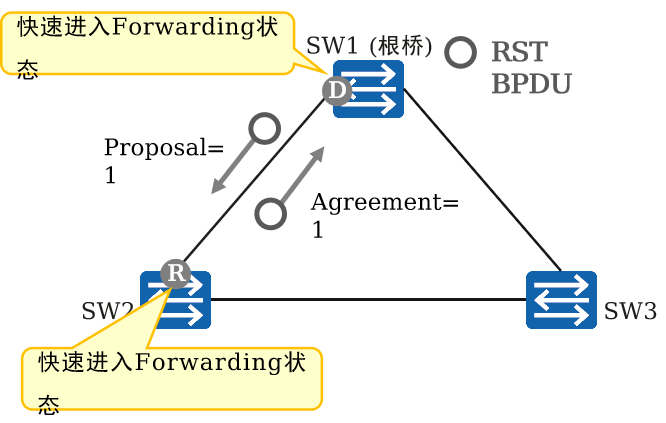 快速进入Forwarding状
态
SW1 (根桥)
RST
BPDU
D
Proposal=
1
Agreement=
1
R
SW2
SW3
快速进入Forwarding状
态